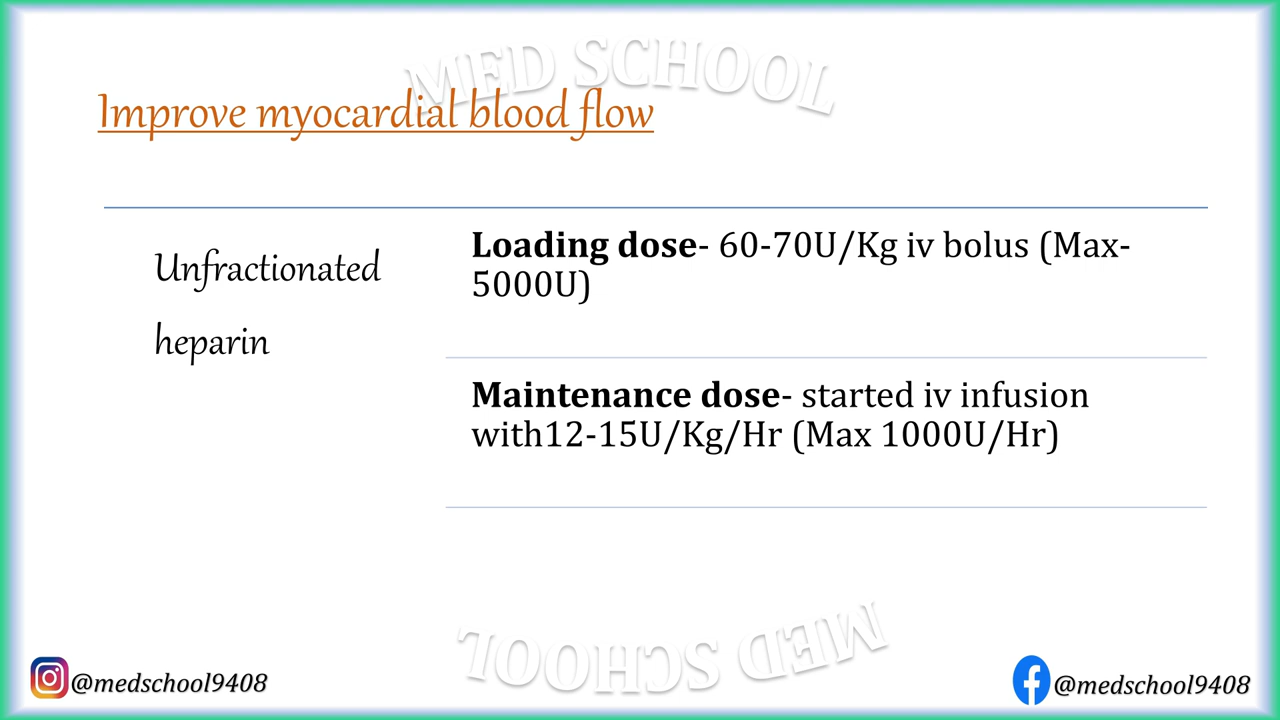 MED SCHOOL
Improve myocardial blood flow
Unfractionated
heparin
Loading dose- 60-70U/Kg iv bolus (Max-
5000U)
Maintenance dose- started iv infusion
with12-15U/Kg/Hr (Max 1000U/Hr)
MED SCHOOL
@medschool9408
@medschool9408